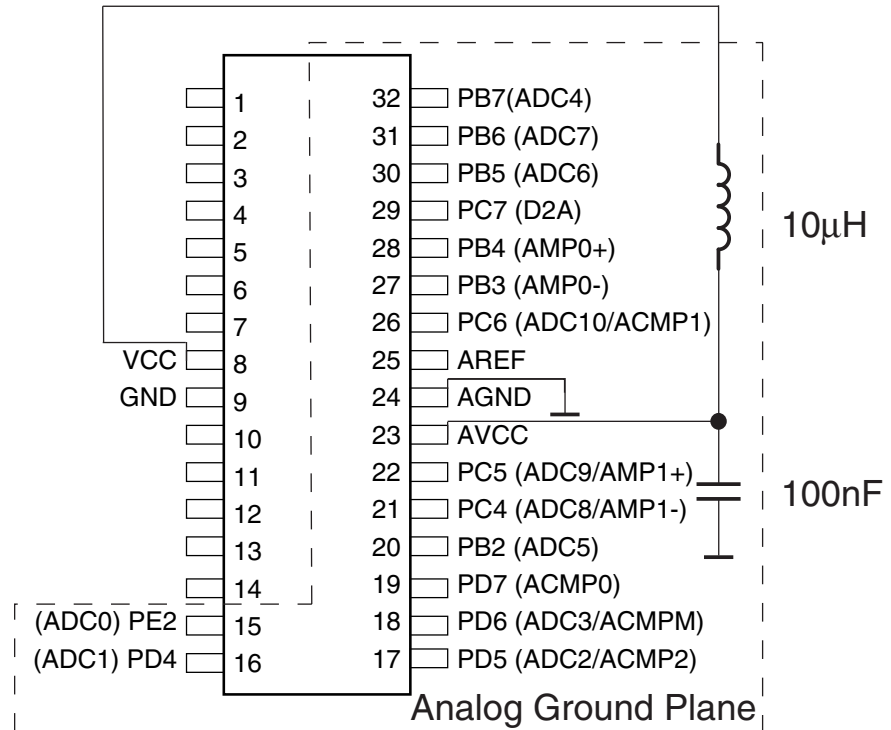 1 32 PB7(ADC4)
2 31 PB6 (ADC7)
3 30 PB5 (ADC6)
4 29 PC7 (D2A)
5 28 PB4 (AMP0+)
6 27 PB3 (AMP0-)
7 26 PC6 (ADC10/ACMP1)
VCC 8 25 AREF
GND 9 24 AGND
10 23 AVCC
11 22 PC5 (ADC9/AMP1+)
12 21 PC4 (ADC8/AMP1-)
13 20 PB2 (ADC5)
14 19 PD7 (ACMP0)
(ADC0) PE2 15 18 PD6 (ADC3/ACMPM)
(ADC1) PD4 16 17 PD5 (ADC2/ACMP2)
10μH
100nF
Analog Ground Plane